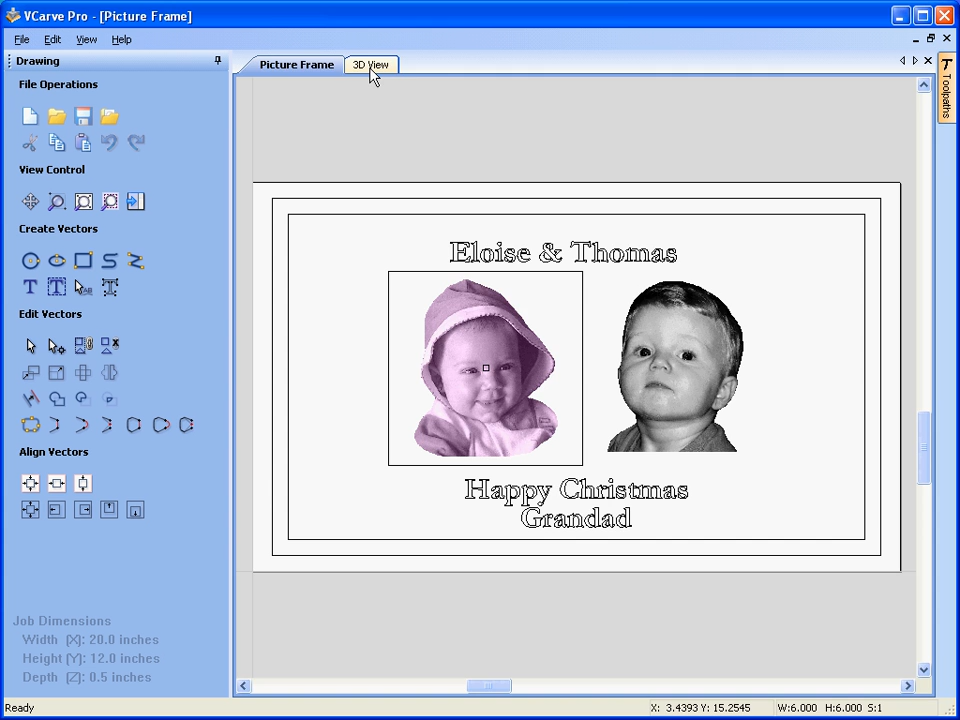 VCarve Pro - [Picture Frame]
File Edit View Help
Drawing
Picture Frame
3D View
Toolpaths
File Operations
View Control
Create Vectors
Edit Vectors
Align Vectors
Eloise & Thomas
Happy Christmas
Grandad
Job Dimensions
Width (X): 20.0 inches
Height (Y): 12.0 inches
Depth (Z): 0.5 inches
Ready
X: 3.4393 Y: 15.2545
W:6.000 H:6.000 S:1